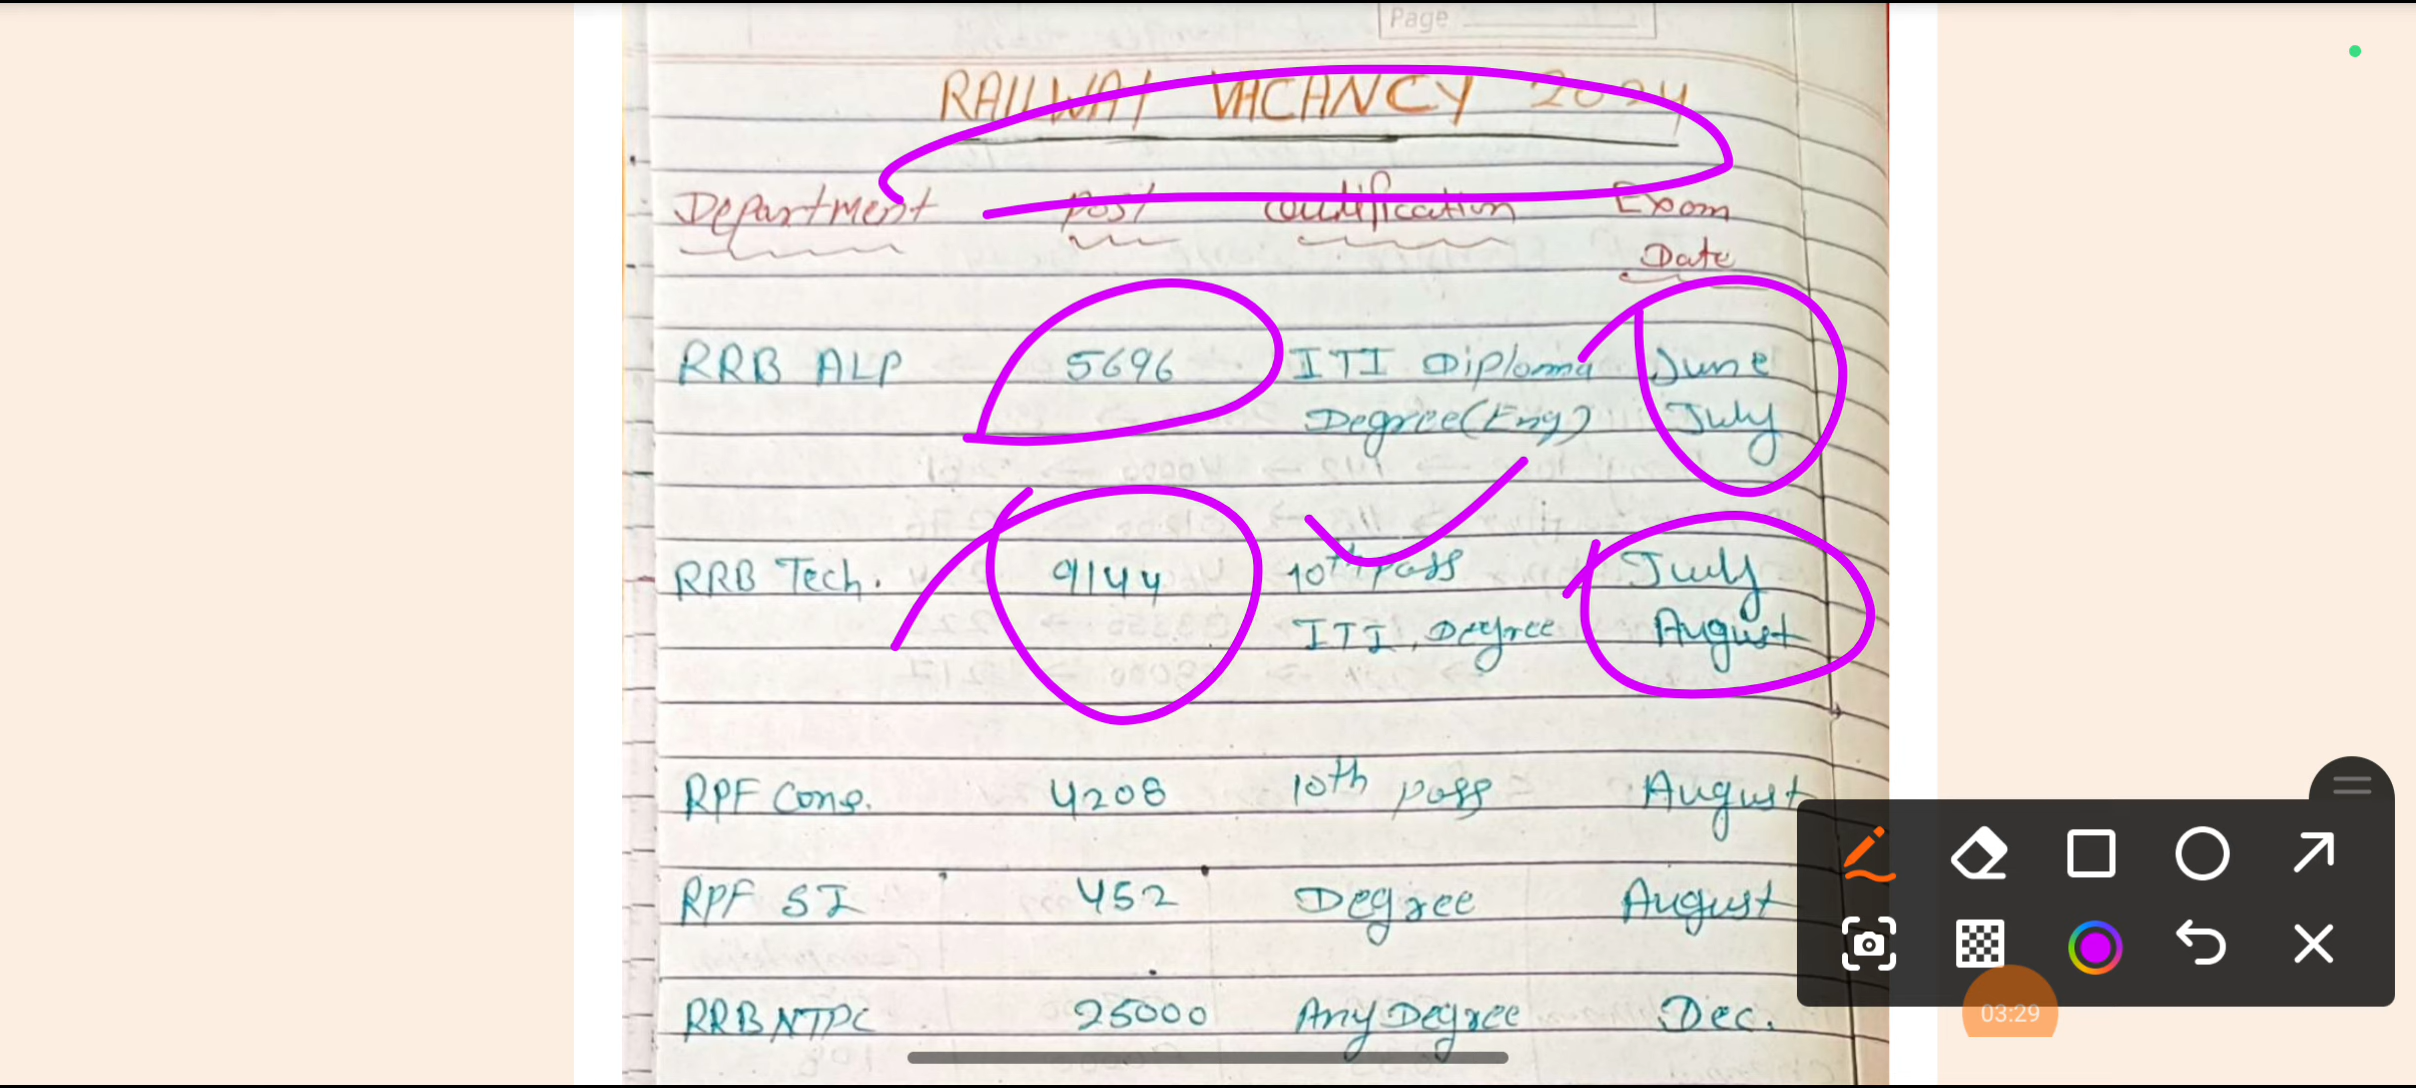 Page
RAILWAY VACANCY 2024
Department post Qualification Exam
Date
RRB ALP 5696 ITI Diploma June
Degree(Eng) July
RRB Tech. 9144 10th pass July
ITI, Degree August
RPF Cons. 4208 10th pass August
RPF SI 452 Degree August
RRB NTPC 25000 Any Degree Dec.
03:29